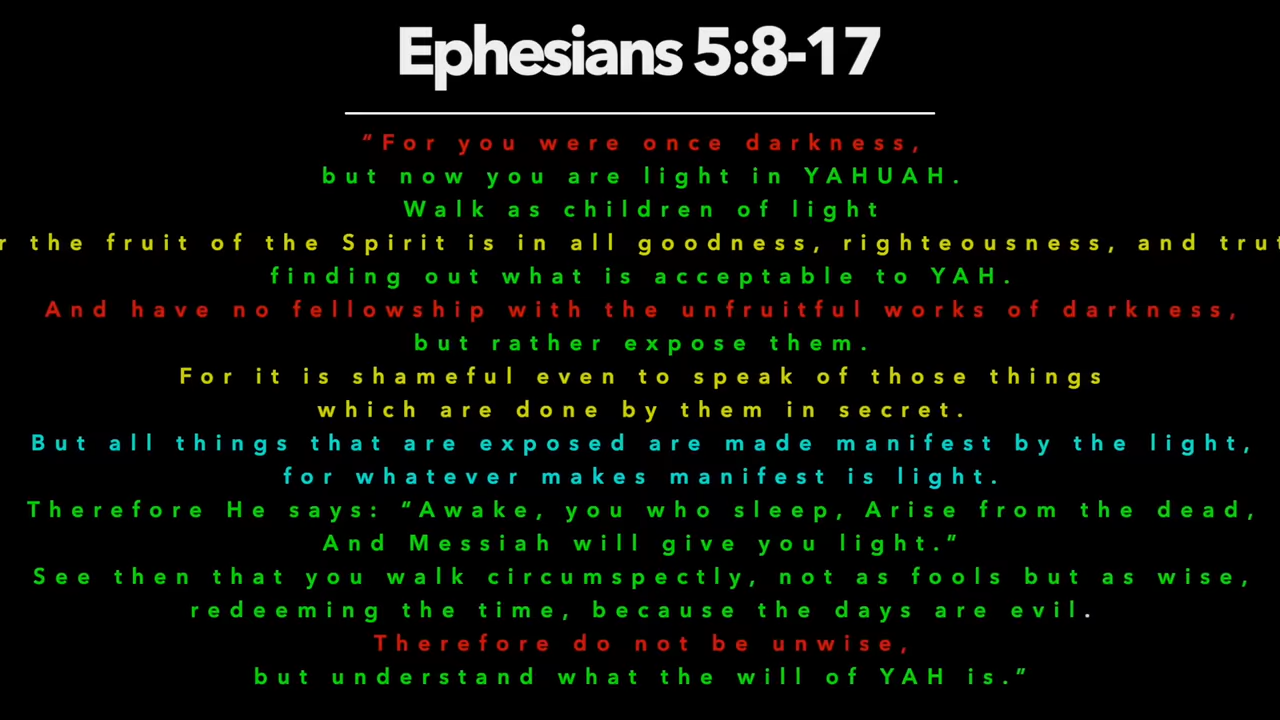 Ephesians 5:8-17
“For you were once darkness,
but now you are light in YAHUAH.
Walk as children of light
the fruit of the Spirit is in all goodness, righteousness, and
finding out what is acceptable to YAH.
And have no fellowship with the unfruitful works of darkness,
but rather expose them.
For it is shameful even to speak of those things
which are done by them in secret.
But all things that are exposed are made manifest by the light,
for whatever makes manifest is light.
Therefore He says: “Awake, you who sleep, Arise from the dead,
And Messiah will give you light.”
See then that you walk circumspectly, not as fools but as wise,
redeeming the time, because the days are evil.
Therefore do not be unwise,
but understand what the will of YAH is.”